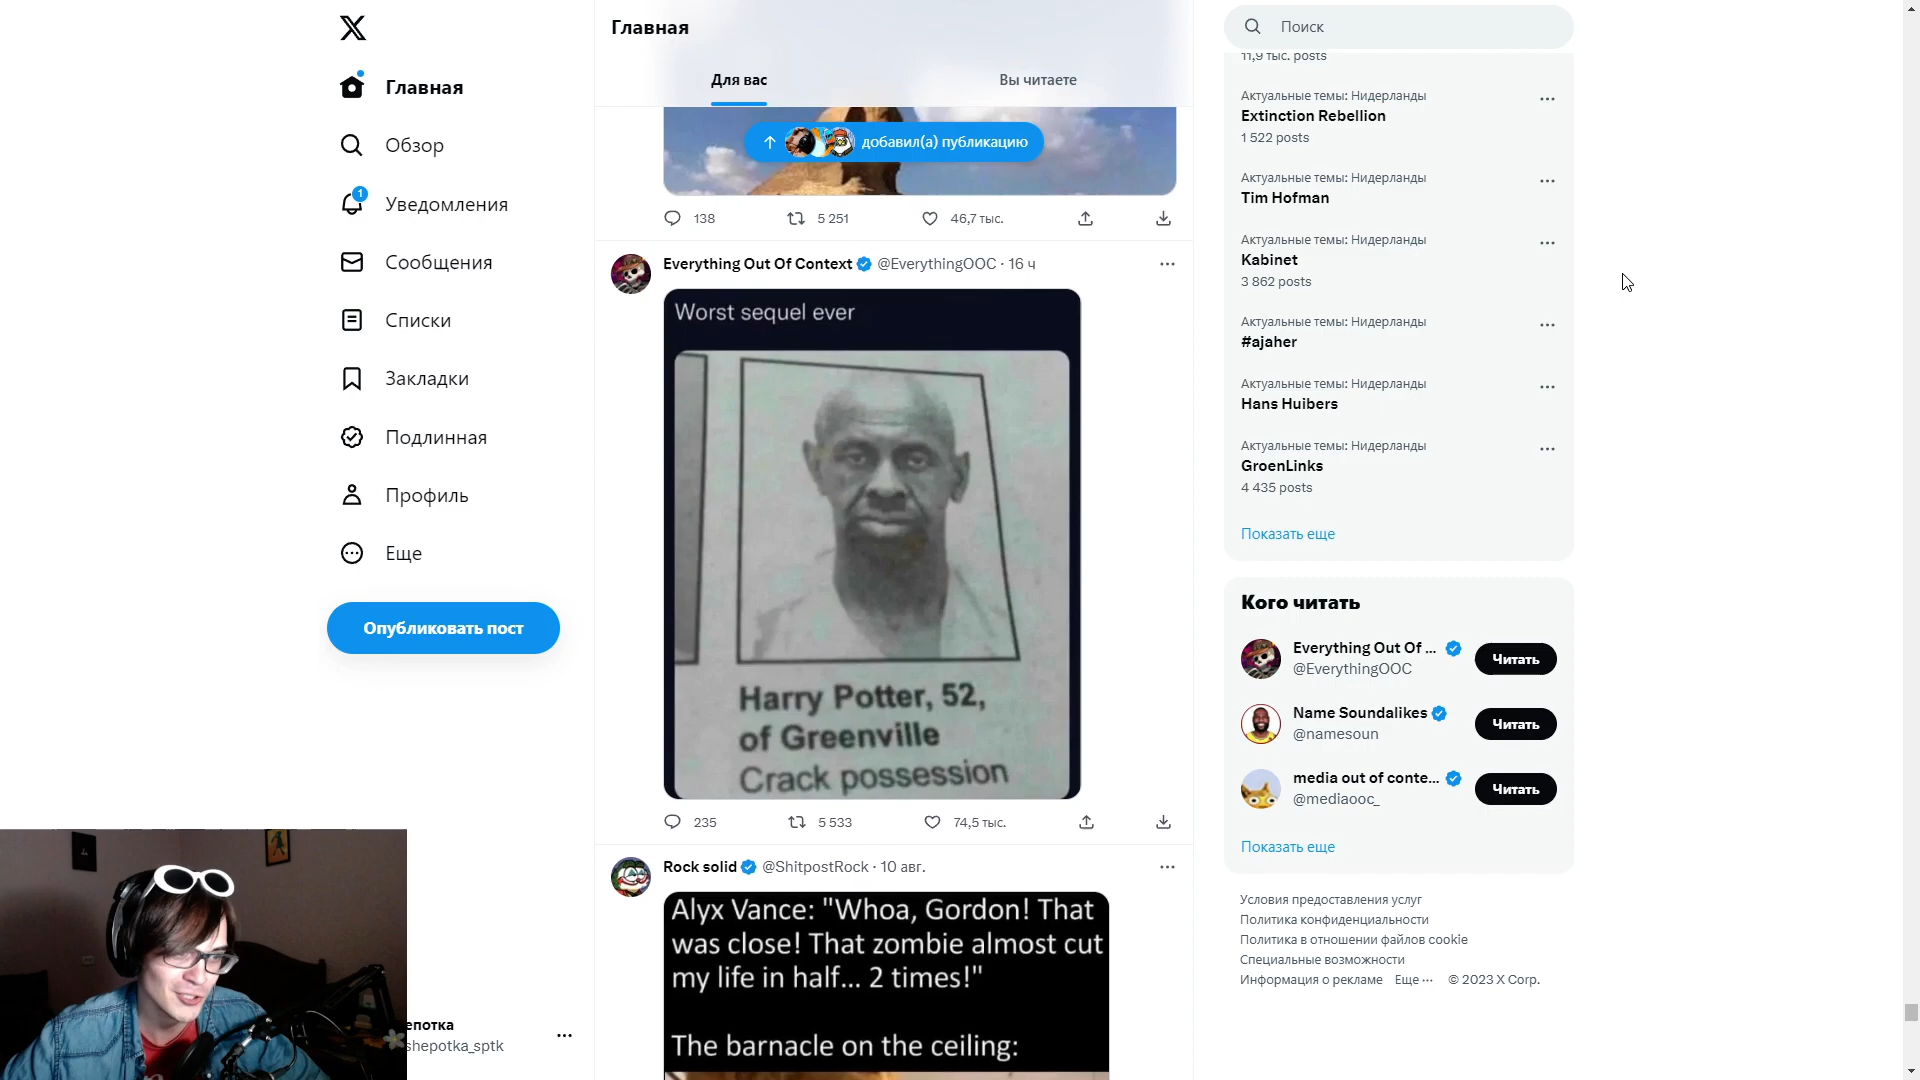 Главная
Обзор
1
Уведомления
Сообщения
Списки
Закладки
Подлинная
Профиль
Еще
Опубликовать пост
епотка
shepotka_sptk
Главная
Для вас
Вы читаете
добавил(а) публикацию
138
5 251
46,7 тыс.
Everything Out Of Context @EverythingOOC · 16 ч
Worst sequel ever
Harry Potter, 52,
of Greenville
Crack possession
235
5 533
74,5 тыс.
Rock solid @ShitpostRock · 10 авг.
Alyx Vance: "Whoa, Gordon! That
was close! That zombie almost cut
my life in half... 2 times!"
The barnacle on the ceiling:
Поиск
11,9 тыс. posts
Актуальные темы: Нидерланды
Extinction Rebellion
1 522 posts
Актуальные темы: Нидерланды
Tim Hofman
Актуальные темы: Нидерланды
Kabinet
3 862 posts
Актуальные темы: Нидерланды
#ajaher
Актуальные темы: Нидерланды
Hans Huibers
Актуальные темы: Нидерланды
GroenLinks
4 435 posts
Показать еще
Кого читать
Everything Out Of ...
@EverythingOOC
Читать
Name Soundalikes
@namesoun
Читать
media out of conte...
@mediaooc_
Читать
Показать еще
Условия предоставления услуг
Политика конфиденциальности
Политика в отношении файлов cookie
Специальные возможности
Информация о рекламе Еще ··· © 2023 X Corp.